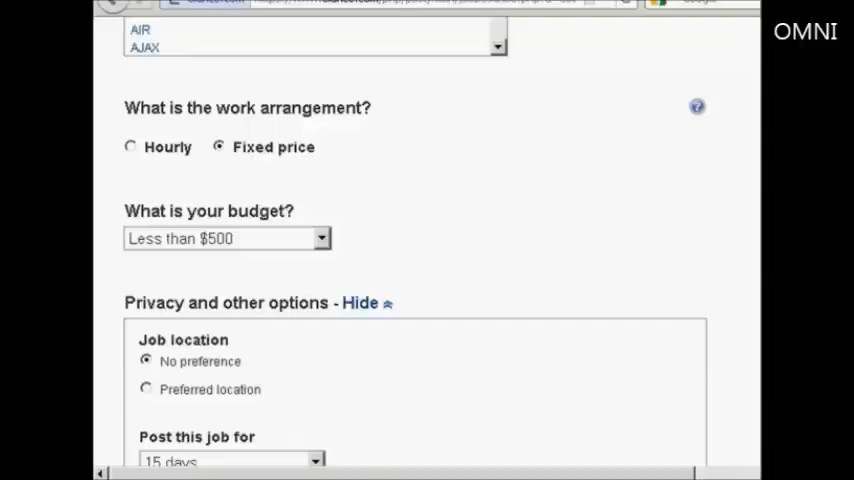 OMNI
AIR
AJAX
What is the work arrangement?
Hourly
Fixed price
What is your budget?
Less than $500
Privacy and other options - Hide
Job location
No preference
Preferred location
Post this job for
15 days